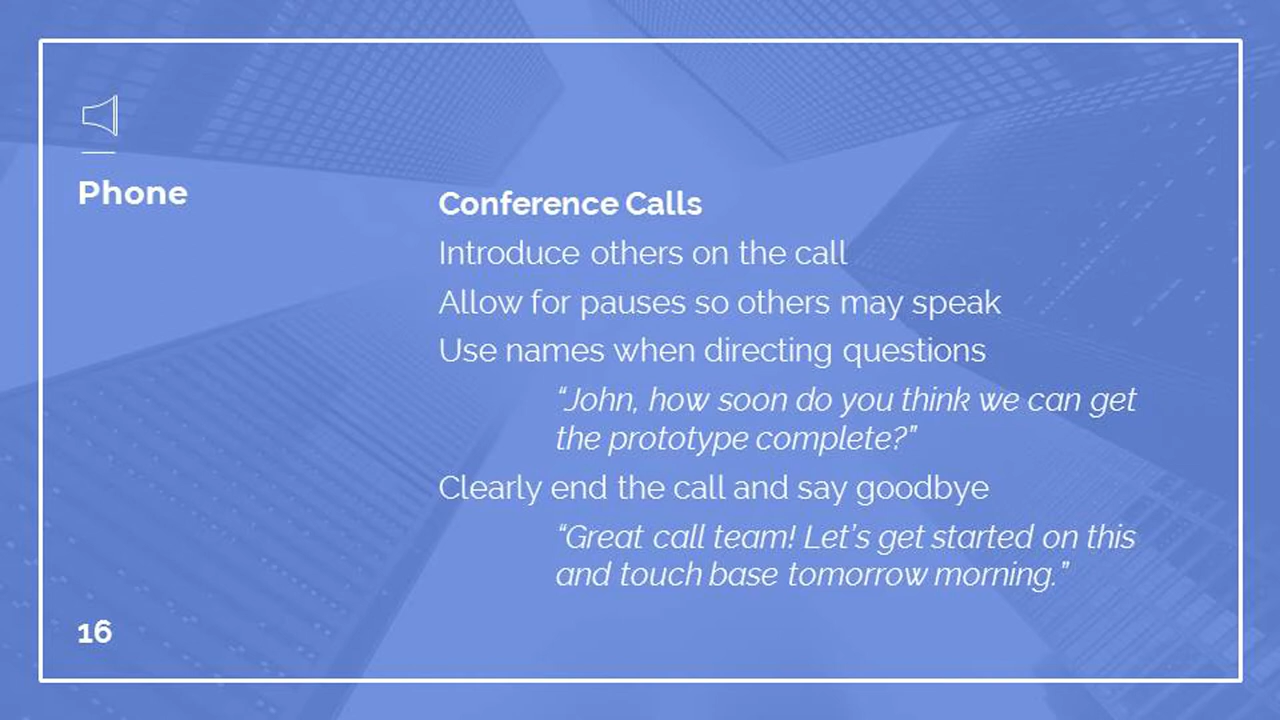 Phone
Conference Calls
Introduce others on the call
Allow for pauses so others may speak
Use names when directing questions
“John, how soon do you think we can get
the prototype complete?”
Clearly end the call and say goodbye
“Great call team! Let’s get started on this
and touch base tomorrow morning.”
16